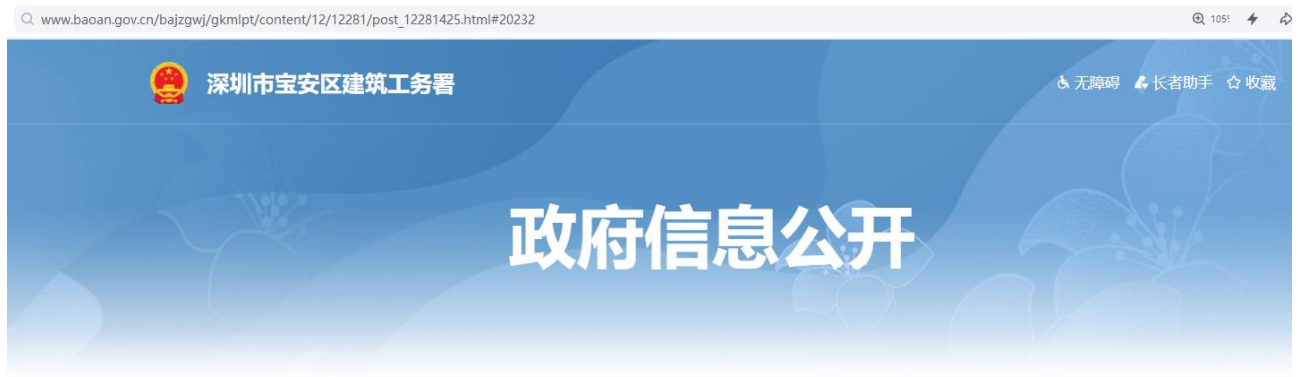 www.baoan.gov.cn/bajzgwj/gkmlpt/content/12/12281/post_12281425.html#20232
深圳市宝安区建筑工务署
无障碍 长者助手 收藏
政府信息公开